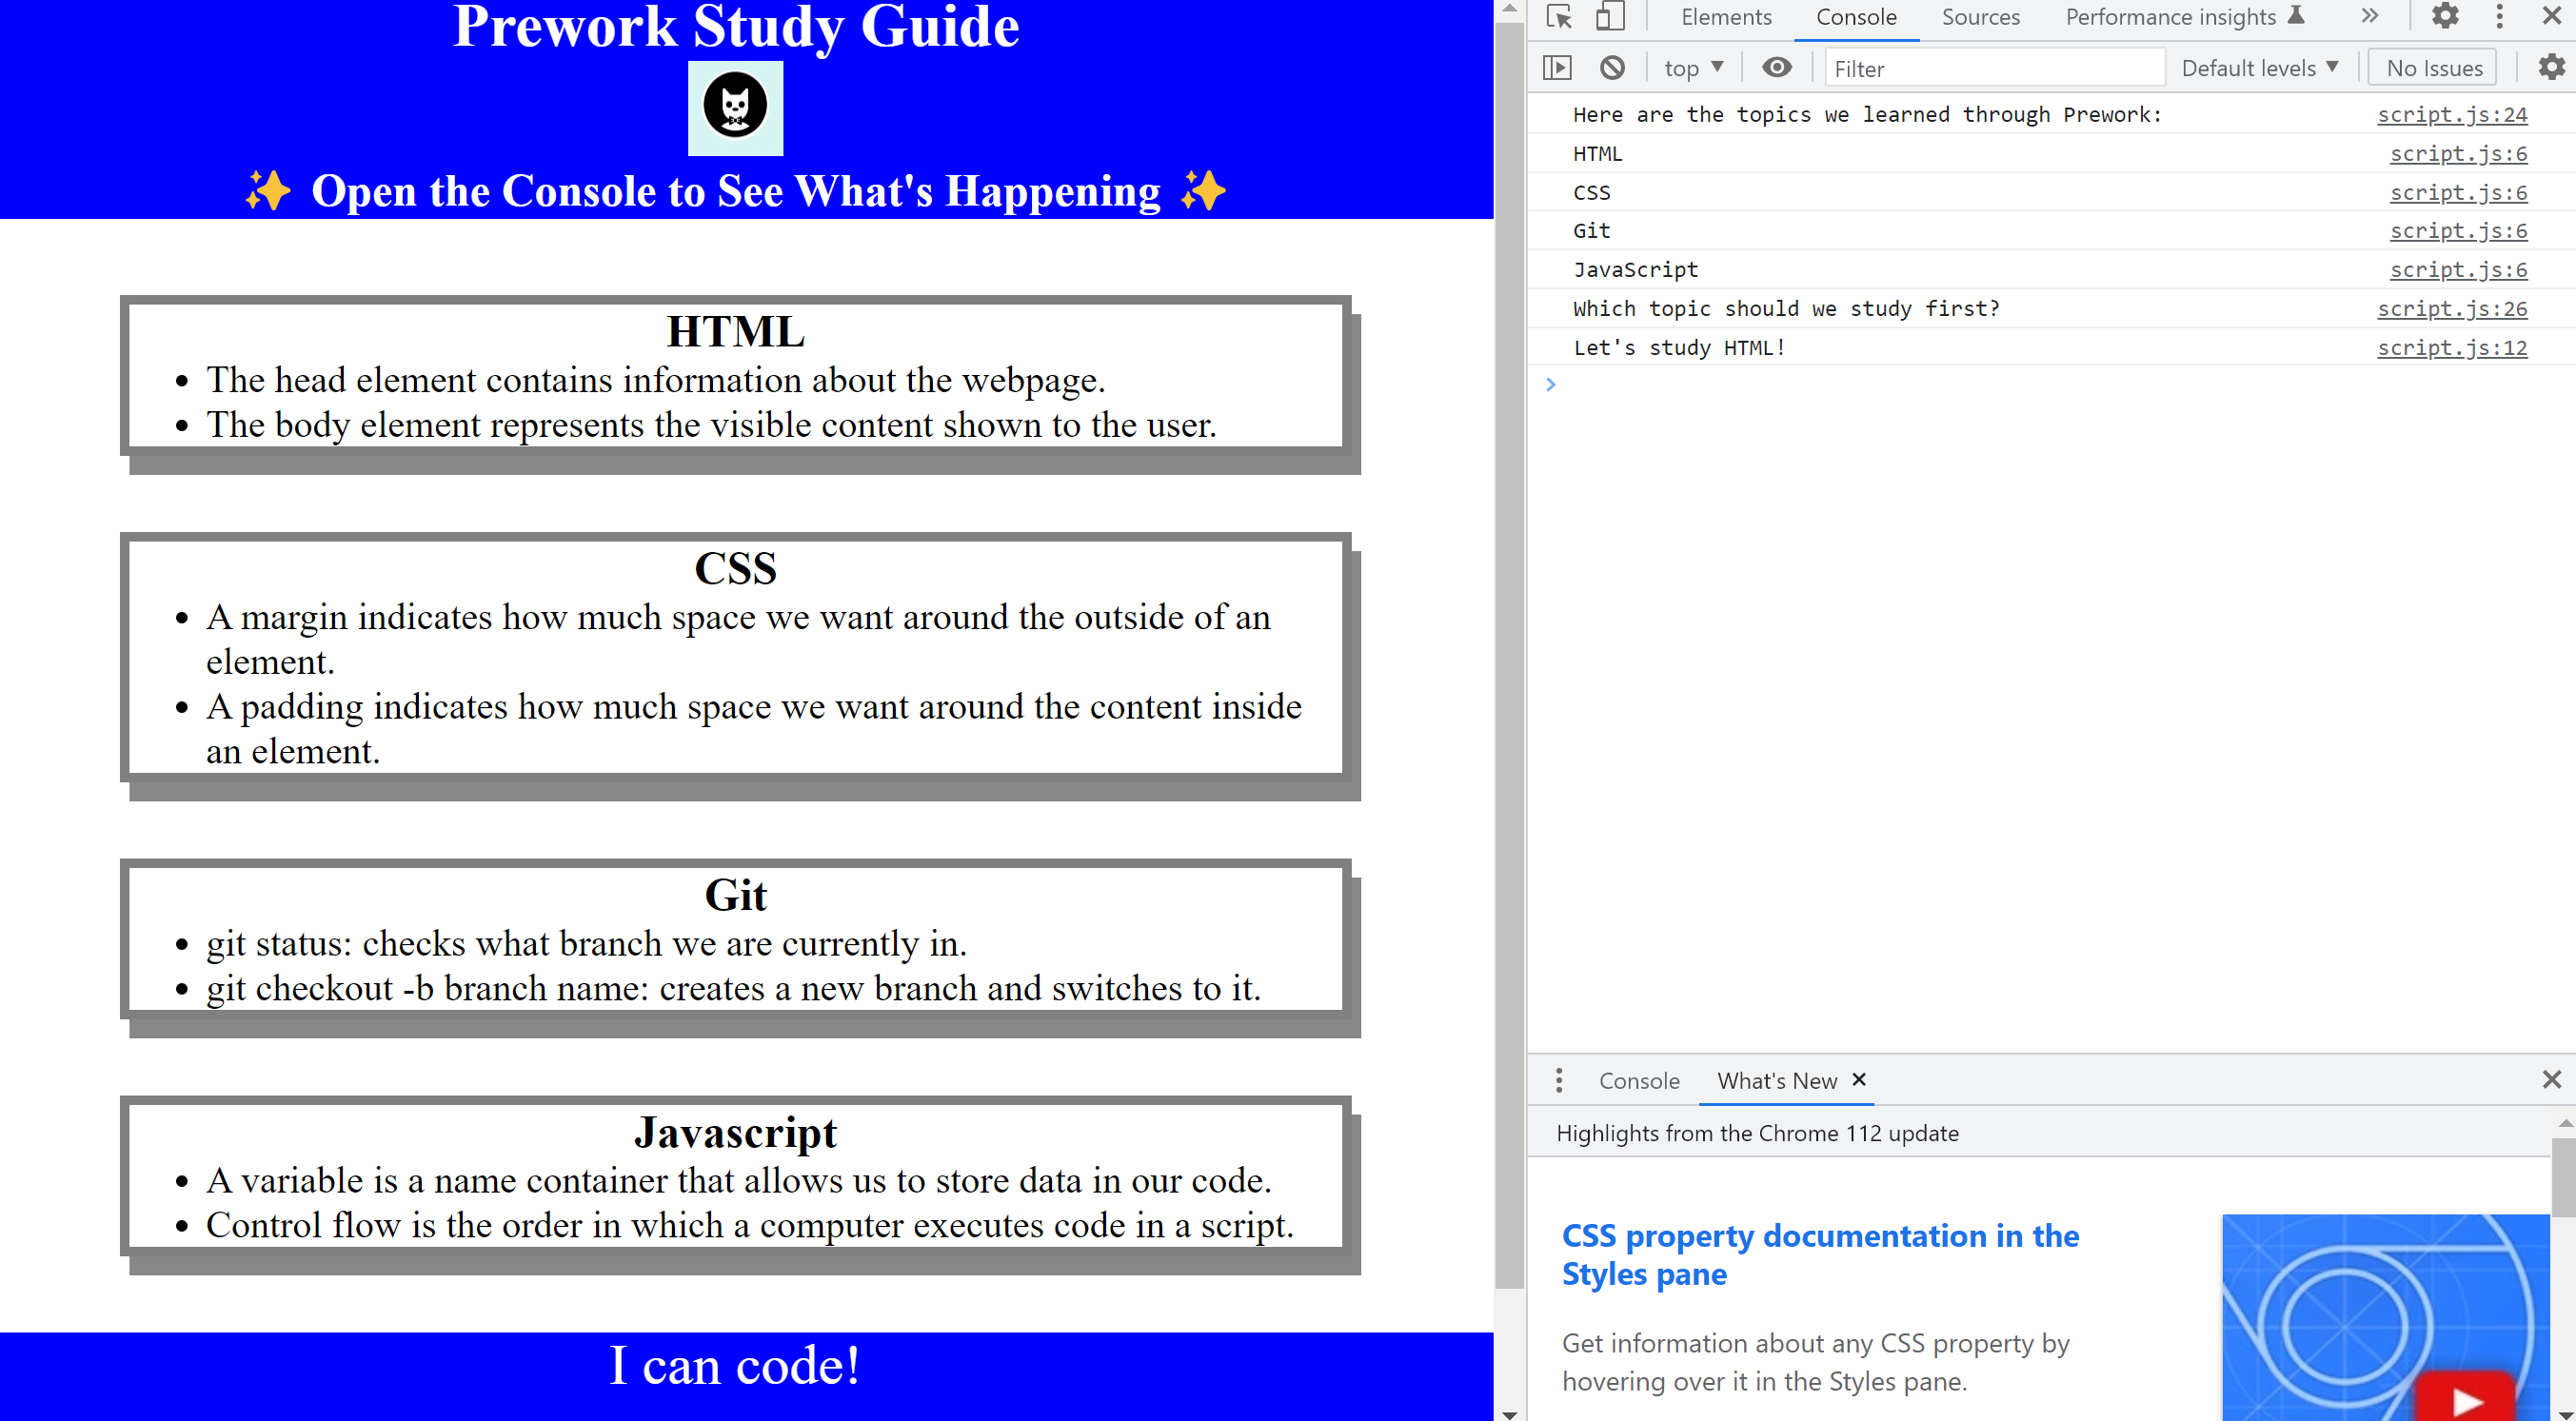 Prework Study Guide
✨ Open the Console to See What's Happening ✨
HTML
• The head element contains information about the webpage.
• The body element represents the visible content shown to the user.
CSS
• A margin indicates how much space we want around the outside of an
element.
• A padding indicates how much space we want around the content inside
an element.
Git
• git status: checks what branch we are currently in.
• git checkout -b branch name: creates a new branch and switches to it.
Javascript
• A variable is a name container that allows us to store data in our code.
• Control flow is the order in which a computer executes code in a script.
I can code!
Elements Console Sources Performance insights
top Filter Default levels No Issues
Here are the topics we learned through Prework: script.js:24
HTML script.js:6
CSS script.js:6
Git script.js:6
JavaScript script.js:6
Which topic should we study first? script.js:26
Let's study HTML! script.js:12
Console What's New
Highlights from the Chrome 112 update
CSS property documentation in the
Styles pane
Get information about any CSS property by
hovering over it in the Styles pane.